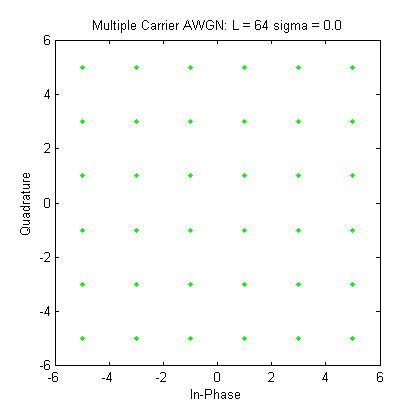 Multiple Carrier AWGN: L = 64 sigma = 0.0
6
4
2
0
-2
-4
-6
Quadrature
-6 -4 -2 0 2 4 6
In-Phase